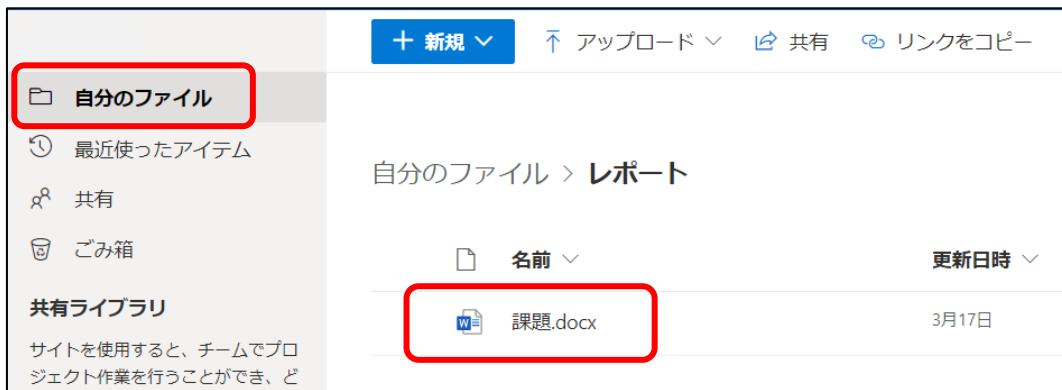 新規
アップロード
共有
リンクをコピー
自分のファイル
最近使ったアイテム
共有
ごみ箱
共有ライブラリ
サイトを使用すると、チームでプロ
ジェクト作業を行うことができ、ど
自分のファイル > レポート
名前
更新日時
課題.docx
3月17日